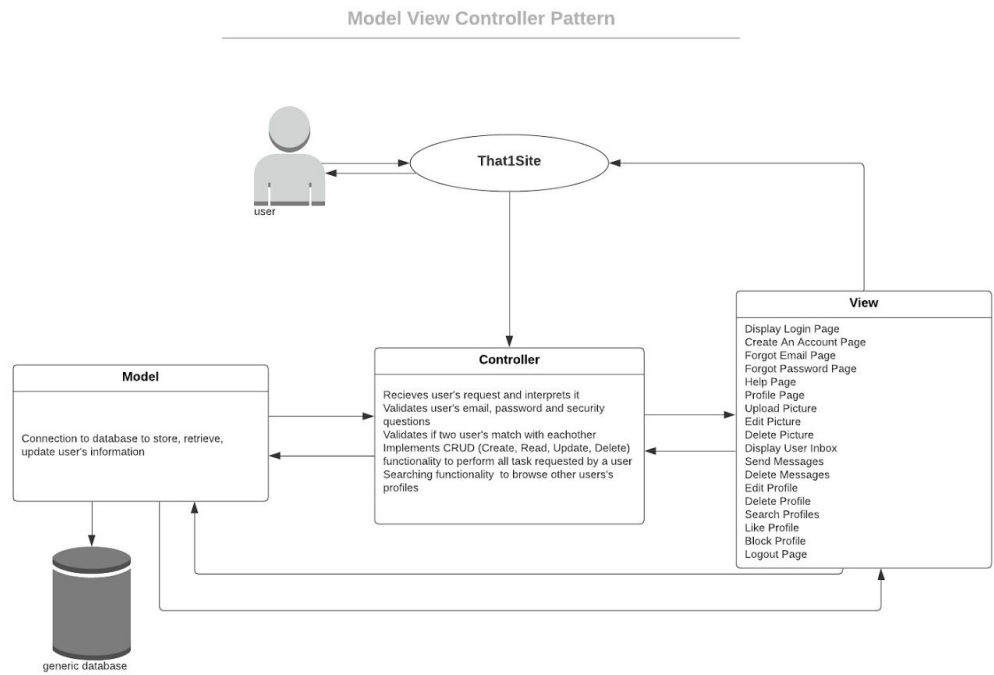 Model View Controller Pattern
That1Site
user
View
Display Login Page
Create An Account Page
Forgot Email Page
Forgot Password Page
Help Page
Profile Page
Upload Picture
Edit Picture
Delete Picture
Display User Inbox
Send Messages
Delete Messages
Edit Profile
Delete Profile
Search Profiles
Like Profile
Block Profile
Logout Page
Controller
Recieves user's request and interprets it
Validates user's email, password and security
questions
Validates if two user's match with eachother
Implements CRUD (Create, Read, Update, Delete)
functionality to perform all task requested by a user
Searching functionality to browse other users's
profiles
Model
Connection to database to store, retrieve,
update user's information
generic database